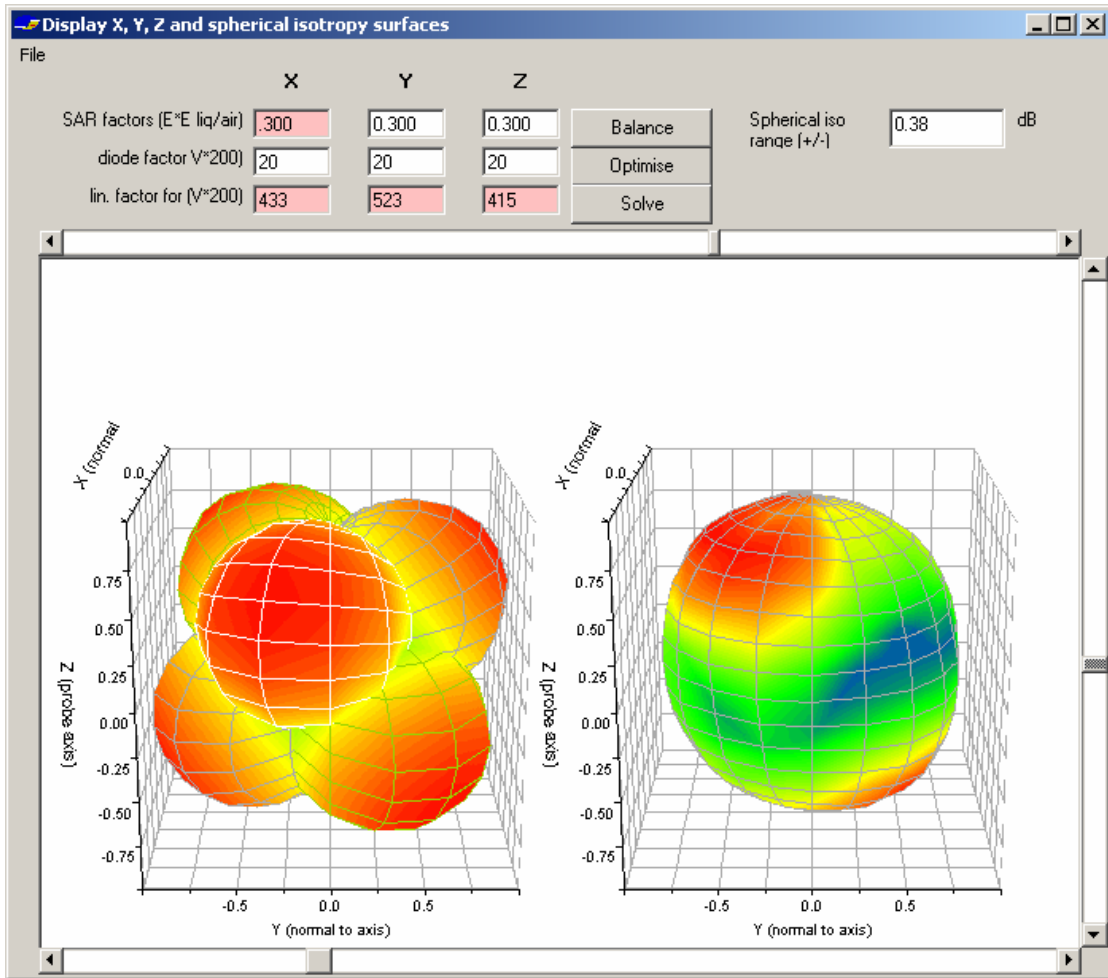 Display X, Y, Z and spherical isotropy surfaces
File
X Y Z
SAR factors (E*E liq/air) .300 0.300 0.300 Balance Spherical iso range (+/-) 0.38 dB
diode factor V*200) 20 20 20 Optimise
lin. factor for (V*200) 433 523 415 Solve
-X (normal
0.0
0.75
0.50
0.25
0.00
-0.25
-0.50
-0.75
Z (probe axis)
-0.5 0.0 0.5
Y (normal to axis)
-X (normal
0.0
0.75
0.50
0.25
0.00
-0.25
-0.50
-0.75
Z (probe axis)
-0.5 0.0 0.5
Y (normal to axis)